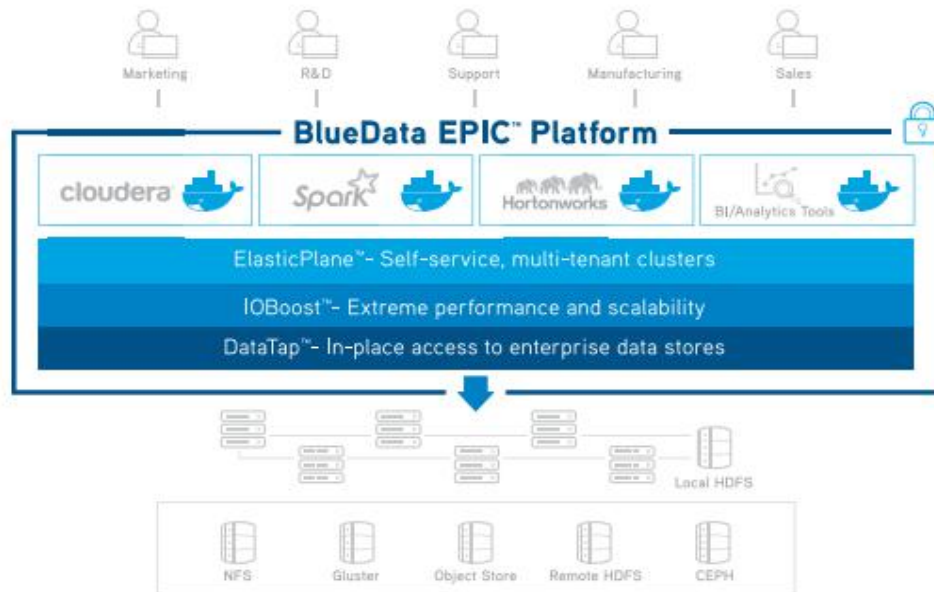 Marketing
R&D
Support
Manufacturing
Sales
BlueData EPIC™ Platform
cloudera
Spark
Hortonworks
BI/Analytics Tools
ElasticPlane™- Self-service, multi-tenant clusters
IOBoost™- Extreme performance and scalability
DataTap™- In-place access to enterprise data stores
Local HDFS
NFS
Gluster
Object Store
Remote HDFS
CEPH